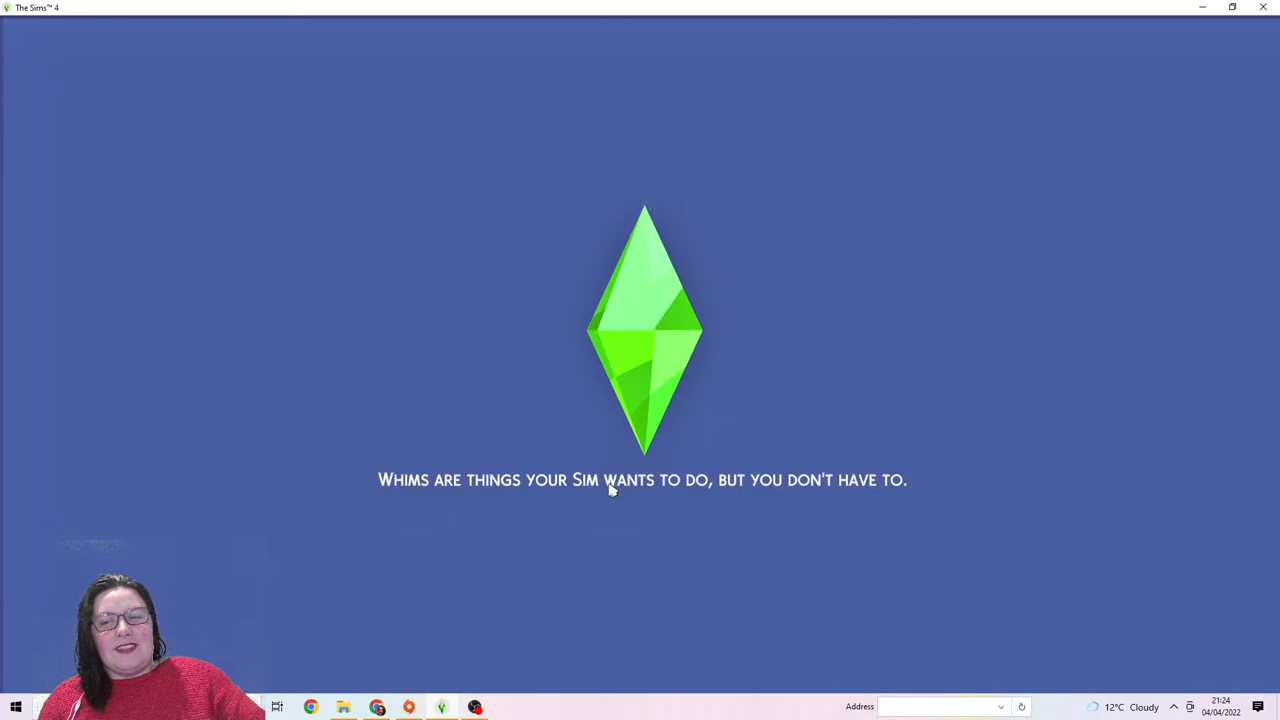 The Sims™ 4
WHIMS ARE THINGS YOUR SIM WANTS TO DO, BUT YOU DON'T HAVE TO.
Address
12°C Cloudy
21:24
04/04/2022